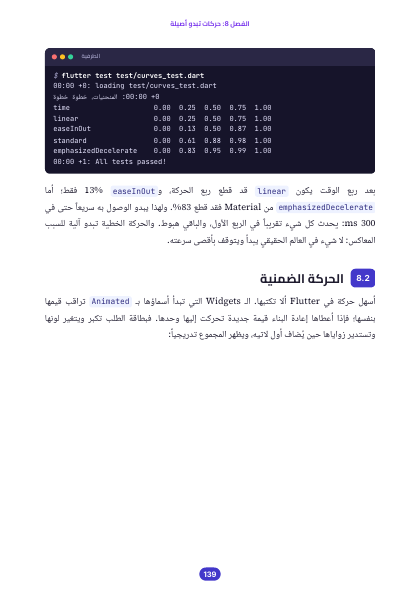 الفصل 8: حركات تبدو أصيلة
الطرفية
$ flutter test test/curves_test.dart
00:00 +0: loading test/curves_test.dart
00:00 +0: المنحنيات، خطوة خطوة
time 0.00 0.25 0.50 0.75 1.00
linear 0.00 0.25 0.50 0.75 1.00
easeInOut 0.00 0.13 0.50 0.87 1.00
standard 0.00 0.61 0.88 0.98 1.00
emphasizedDecelerate 0.00 0.83 0.95 0.99 1.00
00:00 +1: All tests passed!
بعد ربع الوقت يكون linear قد قطع ربع الحركة، و easeInOut 13% فقط؛ أما
emphasizedDecelerate من Material فقد قطع 83%. ولهذا يبدو الوصول به سريعاً حتى في
300 ms: يحدث كل شيء تقريباً في الربع الأول، والباقي هبوط. والحركة الخطية تبدو آلية للسبب
المعاكس: لا شيء في العالم الحقيقي يبدأ ويتوقف بأقصى سرعته.
8.2 الحركة الضمنية
أسهل حركة في Flutter ألا تكتبها. الـ Widgets التي تبدأ أسماؤها بـ Animated تراقب قيمها
بنفسها؛ فإذا أعطاها إعادة البناء قيمة جديدة تحركت إليها وحدها. فبطاقة الطلب تكبر ويتغير لونها
وتستدير زواياها حين يُضاف أول لاتيه، ويظهر المجموع تدريجياً:
139